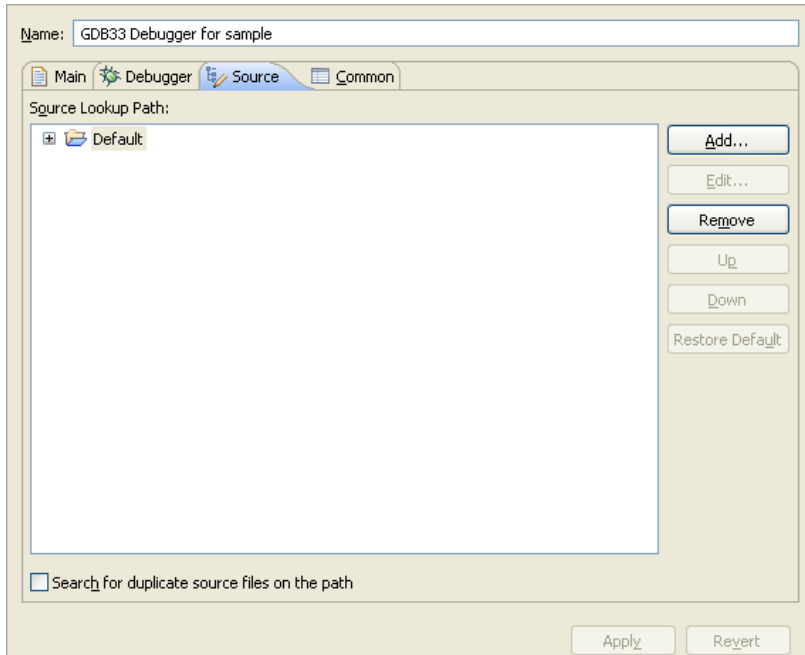 Name: GDB33 Debugger for sample
Main Debugger Source Common
Source Lookup Path:
Default
Add...
Edit...
Remove
Up
Down
Restore Default
Search for duplicate source files on the path
Apply Revert